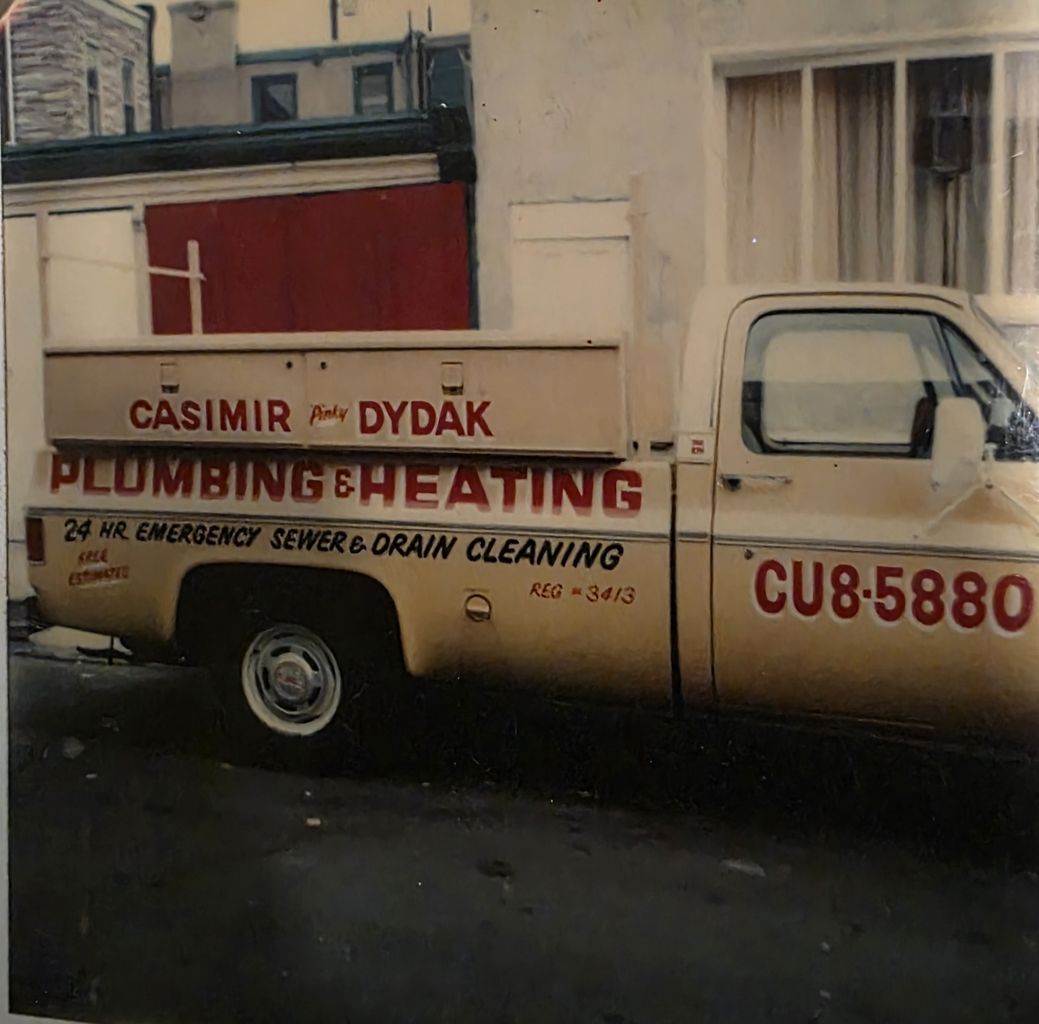 CASIMIR Pinky DYDAK
PLUMBING & HEATING
24 HR. EMERGENCY SEWER & DRAIN CLEANING
FREE
ESTIMATES
REG # 3413
CU8-5880